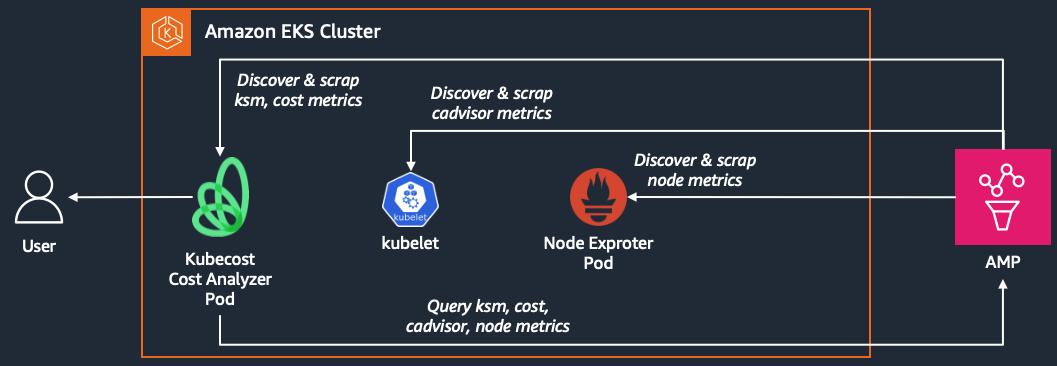 Amazon EKS Cluster
Discover & scrap
ksm, cost metrics
Discover & scrap
cadvisor metrics
Discover & scrap
node metrics
kubelet
User
Kubecost
Cost Analyzer
Pod
kubelet
Node Exproter
Pod
AMP
Query ksm, cost,
cadvisor, node metrics